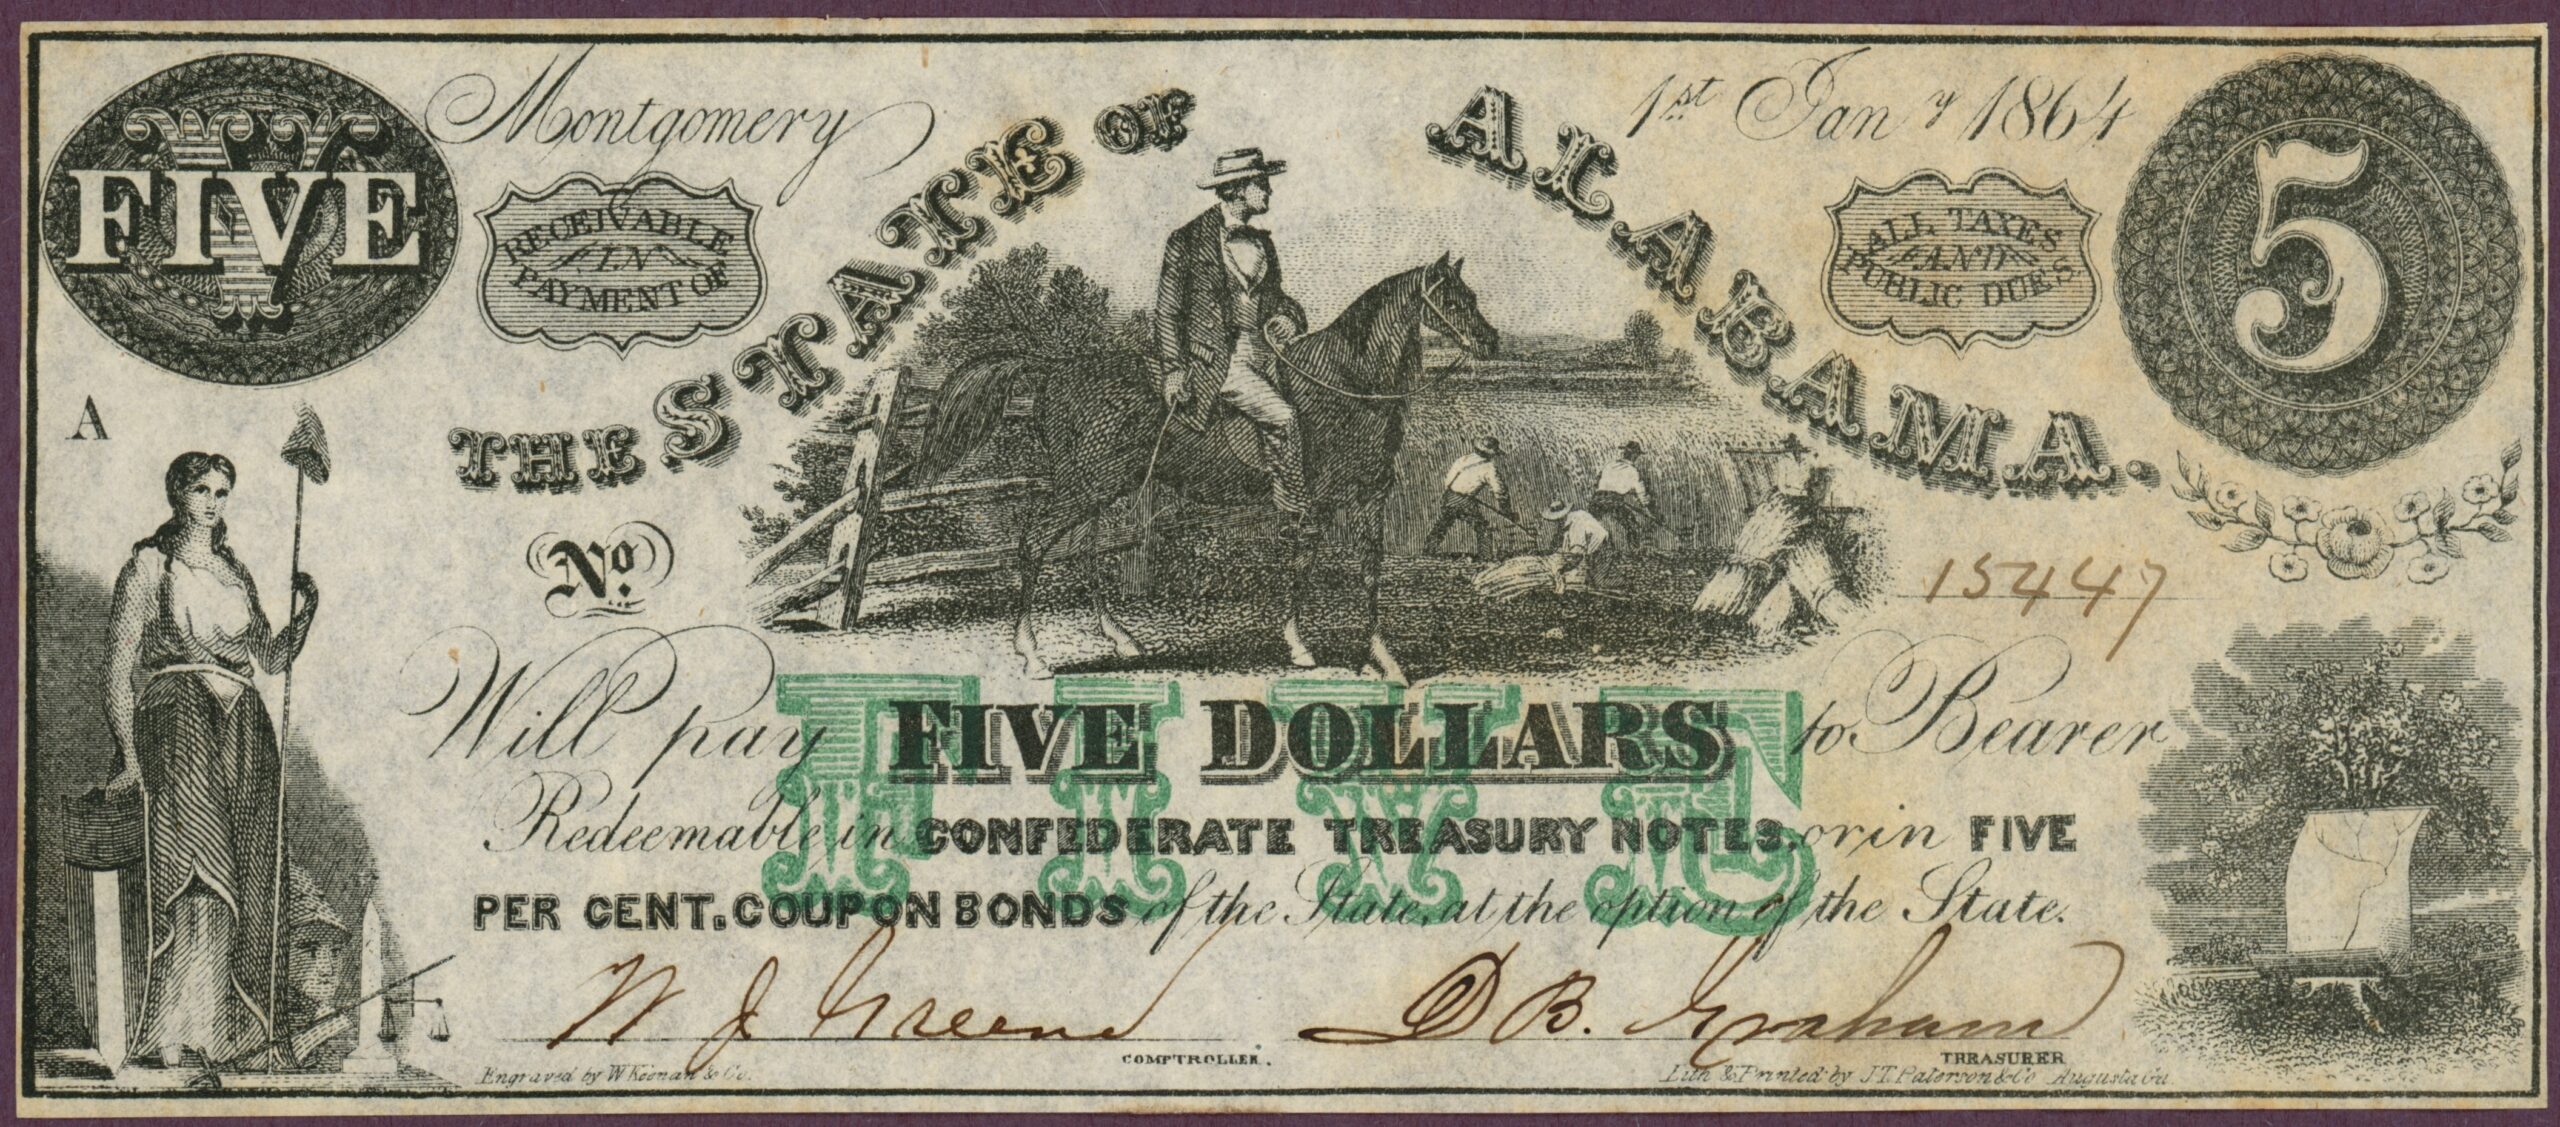 Montgomery
1st Jany 1864
FIVE
V
5
RECEIVABLE
IN
PAYMENT OF
ALL TAXES
AND
PUBLIC DUES
THE STATE OF ALABAMA.
A
No.
15447
Will pay FIVE DOLLARS to Bearer
FIVE
Redeemable in CONFEDERATE TREASURY NOTES, or in FIVE
PER CENT. COUPON BONDS of the State, at the option of the State.
W J Greene
D B. Graham
COMPTROLLER.
TREASURER
Engraved by W Keenan & Co.
Lith & Printed by J.T. Paterson & Co Augusta Ga.